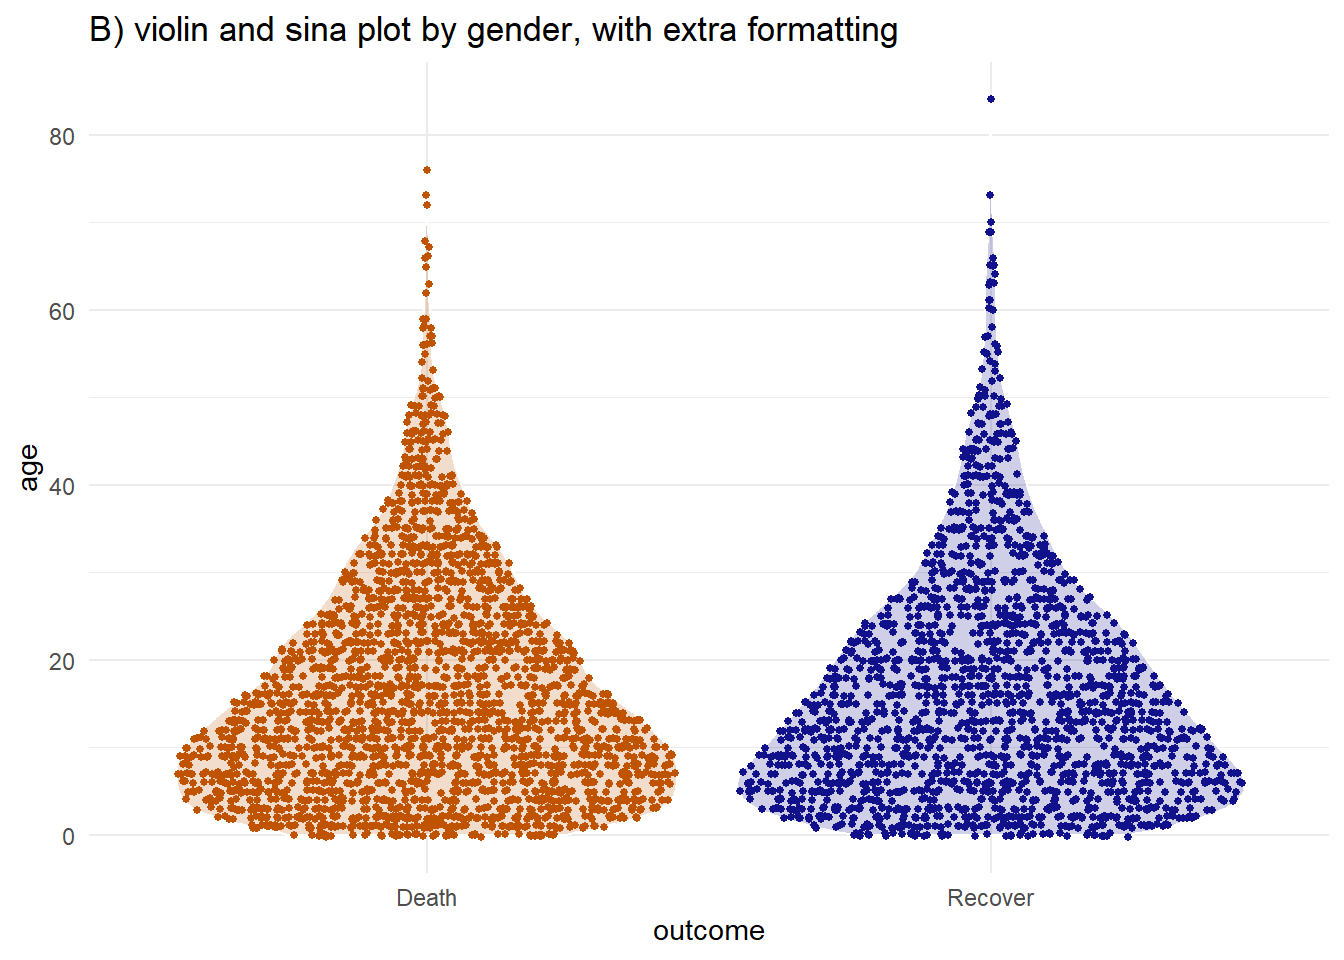 B) violin and sina plot by gender, with extra formatting
80
60
40
20
0
age
Death
Recover
outcome